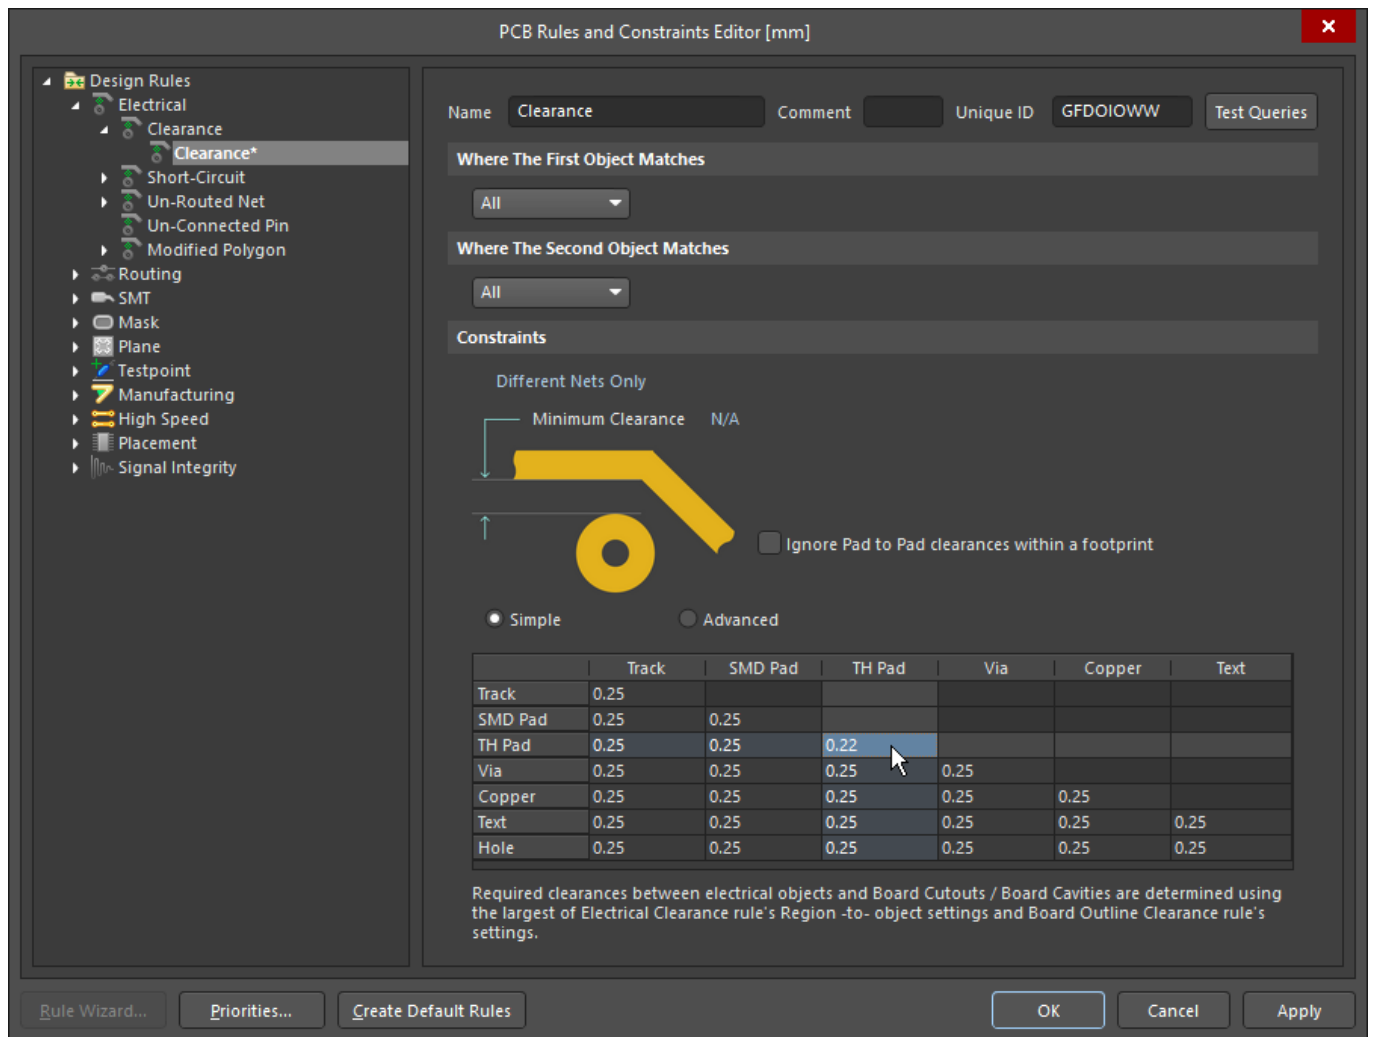 PCB Rules and Constraints Editor [mm]
Design Rules
Electrical
Clearance
Clearance*
Short-Circuit
Un-Routed Net
Un-Connected Pin
Modified Polygon
Routing
SMT
Mask
Plane
Testpoint
Manufacturing
High Speed
Placement
Signal Integrity
Name Clearance Comment Unique ID GFDOIOWW Test Queries
Where The First Object Matches
All
Where The Second Object Matches
All
Constraints
Different Nets Only
Minimum Clearance N/A
Ignore Pad to Pad clearances within a footprint
Simple Advanced
Track SMD Pad TH Pad Via Copper Text
Track 0.25
SMD Pad 0.25 0.25
TH Pad 0.25 0.25 0.22
Via 0.25 0.25 0.25 0.25
Copper 0.25 0.25 0.25 0.25 0.25
Text 0.25 0.25 0.25 0.25 0.25 0.25
Hole 0.25 0.25 0.25 0.25 0.25 0.25
Required clearances between electrical objects and Board Cutouts / Board Cavities are determined using
the largest of Electrical Clearance rule's Region -to- object settings and Board Outline Clearance rule's
settings.
Rule Wizard... Priorities... Create Default Rules OK Cancel Apply